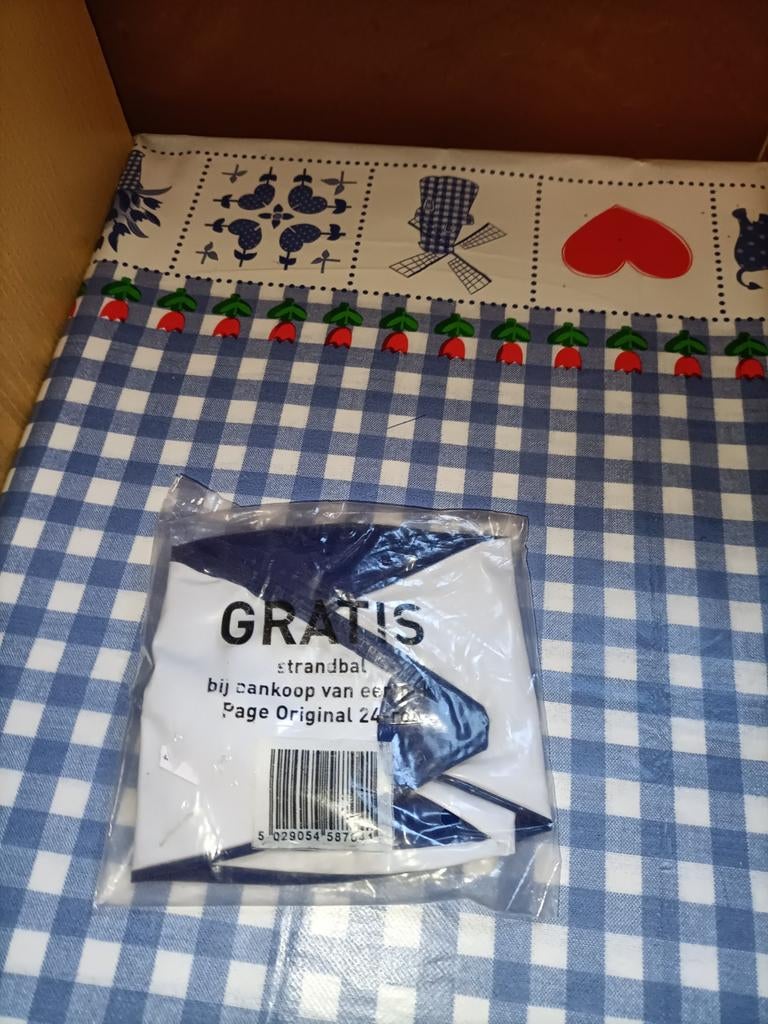 GRATIS
strandbal
bij aankoop van een
Page Original 24-
5 029054